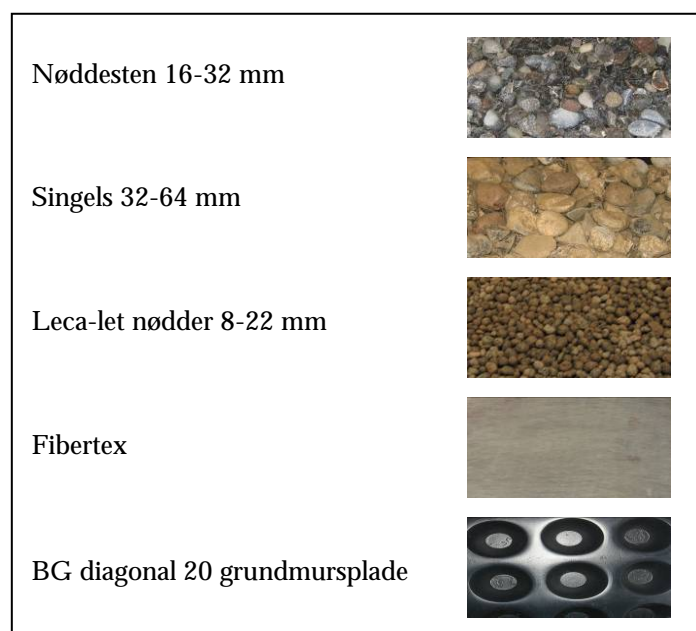 Nøddesten 16-32 mm
Singels 32-64 mm
Leca-let nødder 8-22 mm
Fibertex
BG diagonal 20 grundmursplade